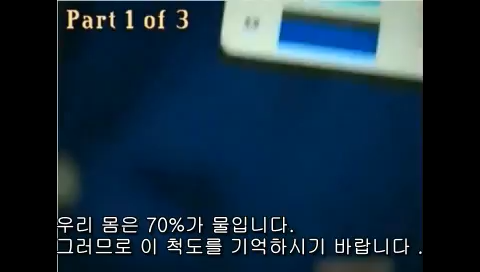 Part 1 of 3
우리 몸은 70%가 물입니다.
그러므로 이 척도를 기억하시기 바랍니다 .